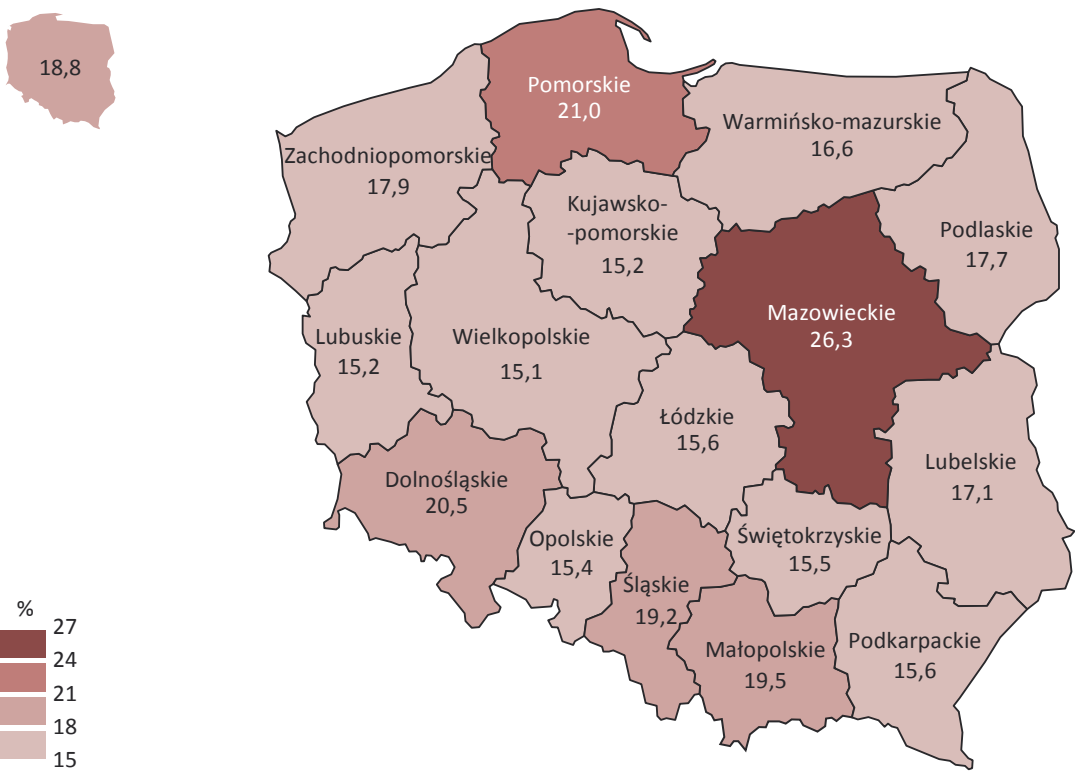 18,8
Pomorskie
21,0
Warmińsko-mazurskie
16,6
Zachodniopomorskie
17,9
Kujawsko-
-pomorskie
15,2
Podlaskie
17,7
Mazowieckie
26,3
Lubuskie
15,2
Wielkopolskie
15,1
Łódzkie
15,6
Lubelskie
17,1
Dolnośląskie
20,5
Opolskie
15,4
Świętokrzyskie
15,5
Śląskie
19,2
Małopolskie
19,5
Podkarpackie
15,6
%
27
24
21
18
15